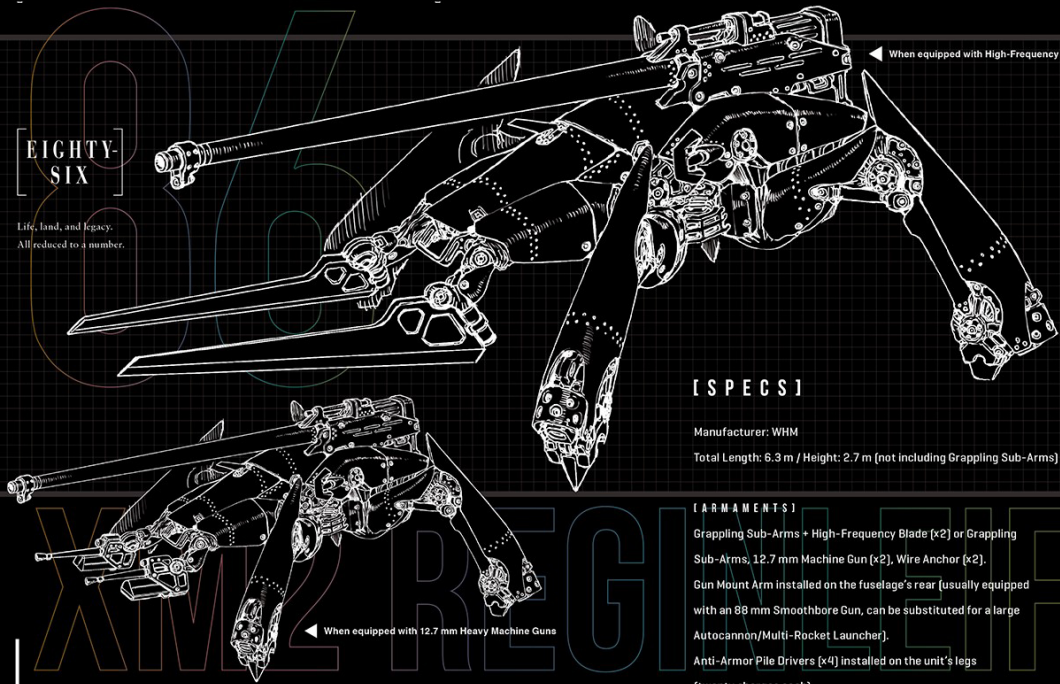 When equipped with High-Frequency
EIGHTY-
SIX
Life, land, and legacy.
All reduced to a number.
86
[SPECS]
Manufacturer: WHM
Total Length: 6.3 m / Height: 2.7 m (not including Grappling Sub-Arms)
[ARMAMENTS]
Grappling Sub-Arms + High-Frequency Blade (x2) or Grappling
Sub-Arms, 12.7 mm Machine Gun (x2), Wire Anchor (x2).
Gun Mount Arm installed on the fuselage's rear (usually equipped
with an 88 mm Smoothbore Gun, can be substituted for a large
Autocannon/Multi-Rocket Launcher).
Anti-Armor Pile Drivers (x4) installed on the unit's legs
When equipped with 12.7 mm Heavy Machine Guns
XM2 REGINLEIF